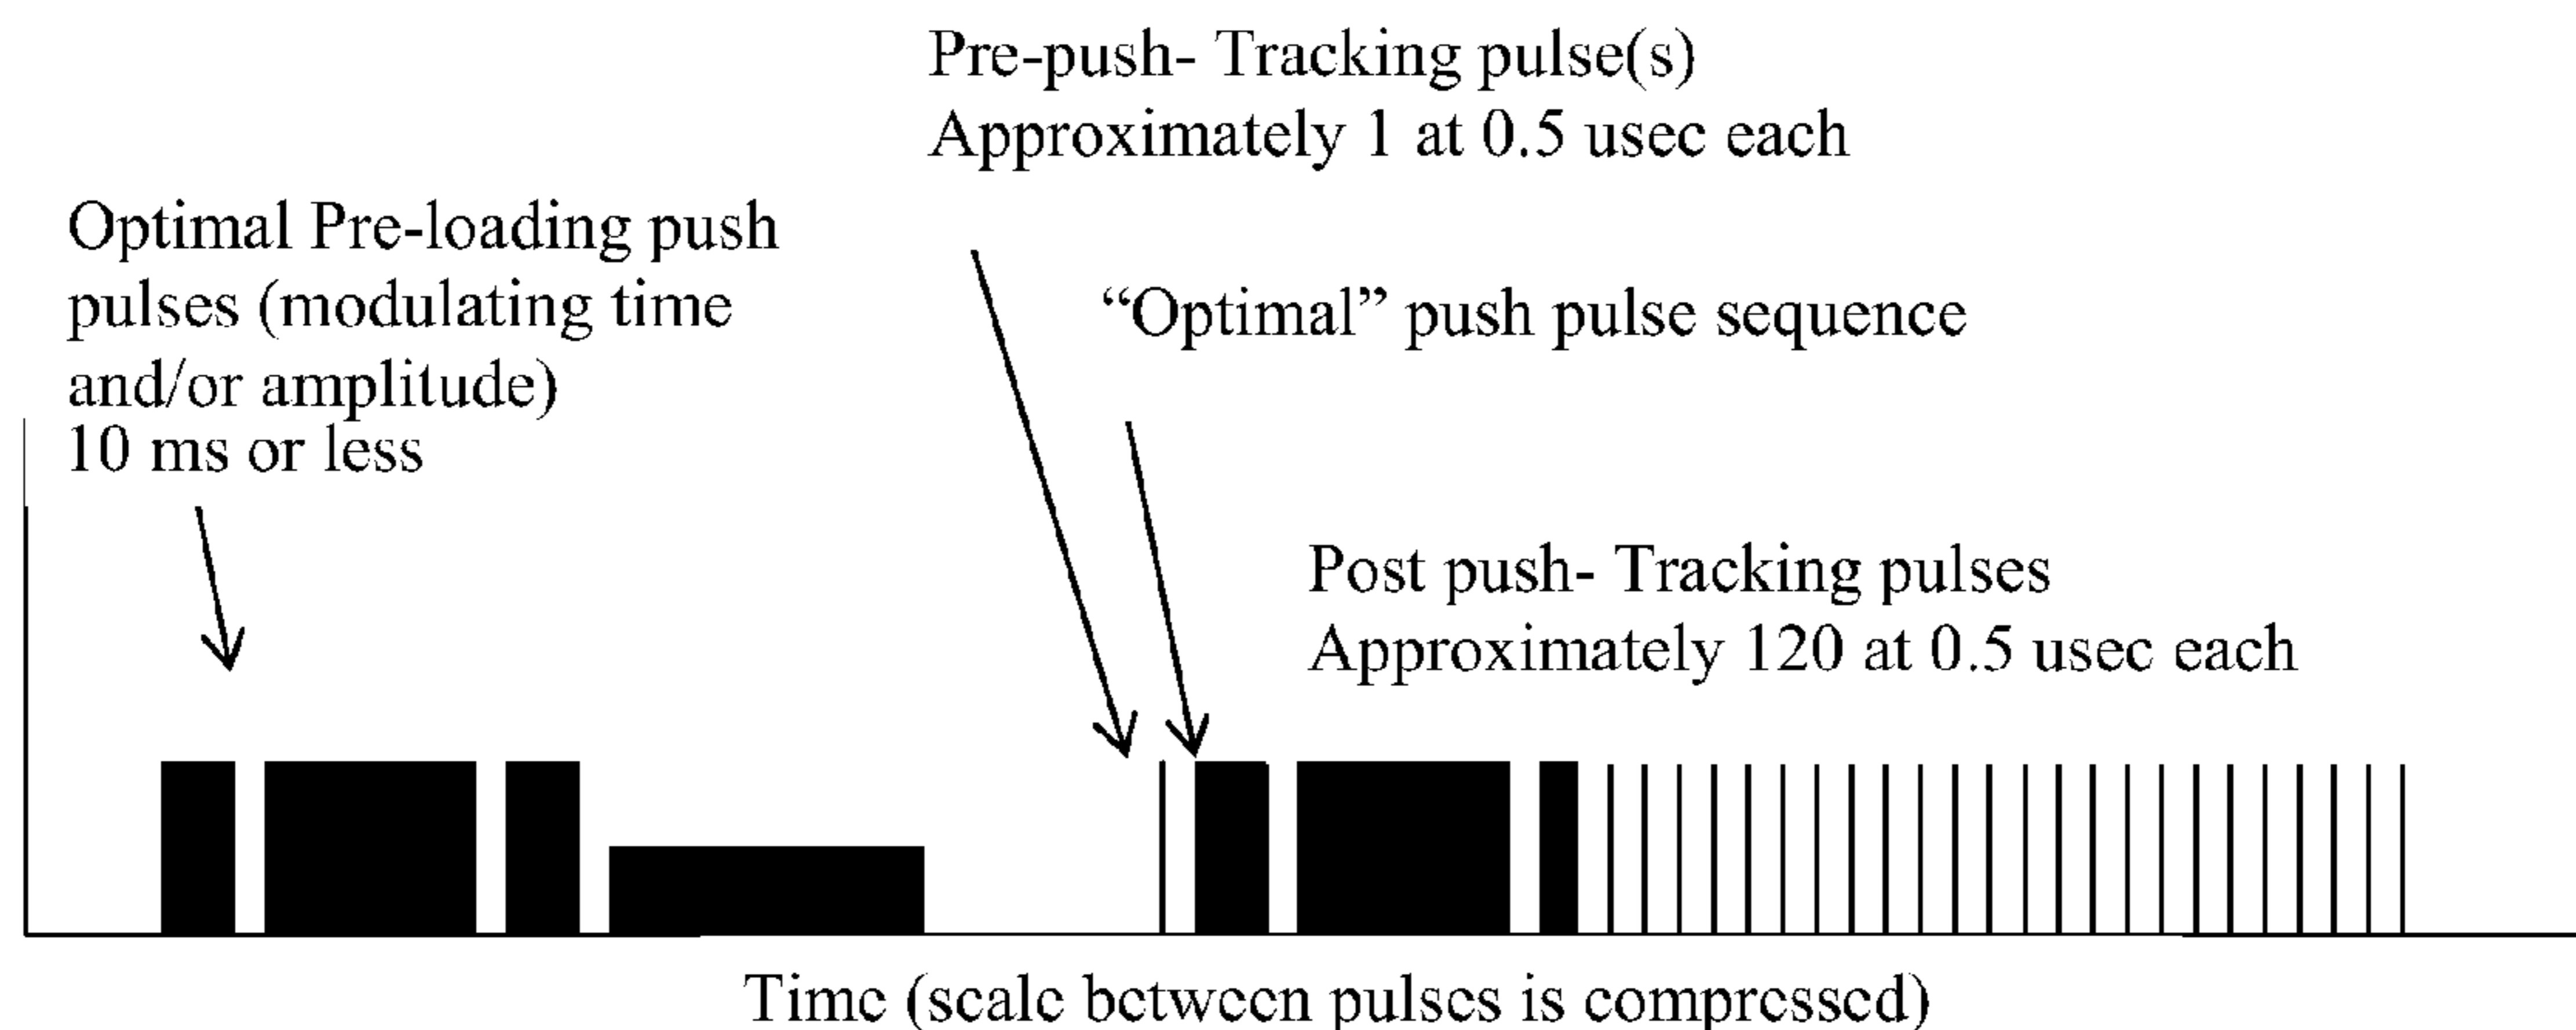 Pre-push- Tracking pulse(s)
Approximately 1 at 0.5 usec each
Optimal Pre-loading push
pulses (modulating time
and/or amplitude)
10 ms or less
“Optimal” push pulse sequence
Post push- Tracking pulses
Approximately 120 at 0.5 usec each
Time (scale between pulses is compressed)